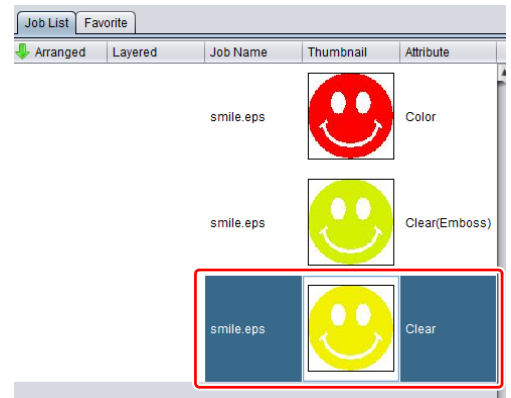 Job List Favorite
Arranged Layered Job Name Thumbnail Attribute
smile.eps Color
smile.eps Clear(Emboss)
smile.eps Clear